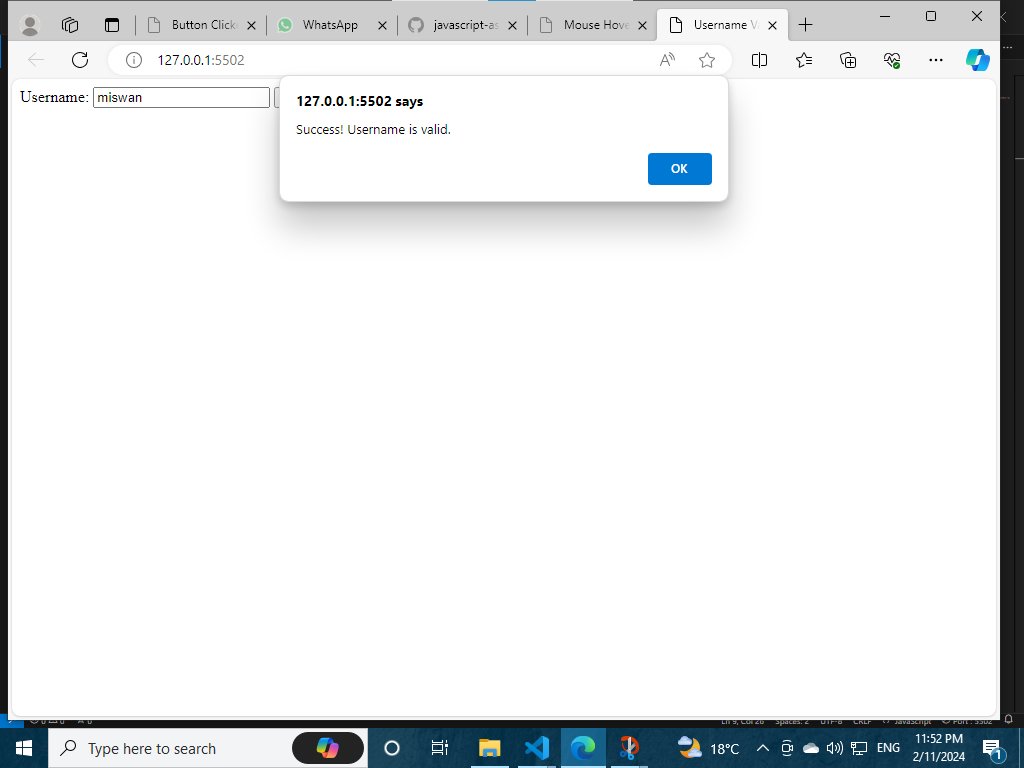 Button Click
WhatsApp
javascript-as
Mouse Hove
Username V
127.0.0.1:5502
Username: miswan
127.0.0.1:5502 says
Success! Username is valid.
OK
Type here to search
18°C
ENG
11:52 PM
2/11/2024
1